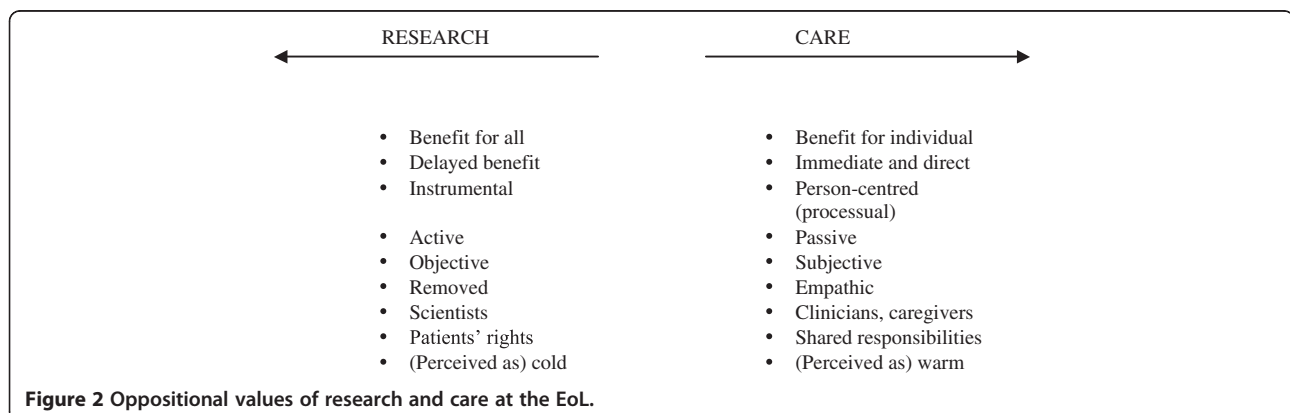 RESEARCH CARE
• Benefit for all • Benefit for individual
• Delayed benefit • Immediate and direct
• Instrumental • Person-centred
(processual)
• Active • Passive
• Objective • Subjective
• Removed • Empathic
• Scientists • Clinicians, caregivers
• Patients’ rights • Shared responsibilities
• (Perceived as) cold • (Perceived as) warm
Figure 2 Oppositional values of research and care at the EoL.